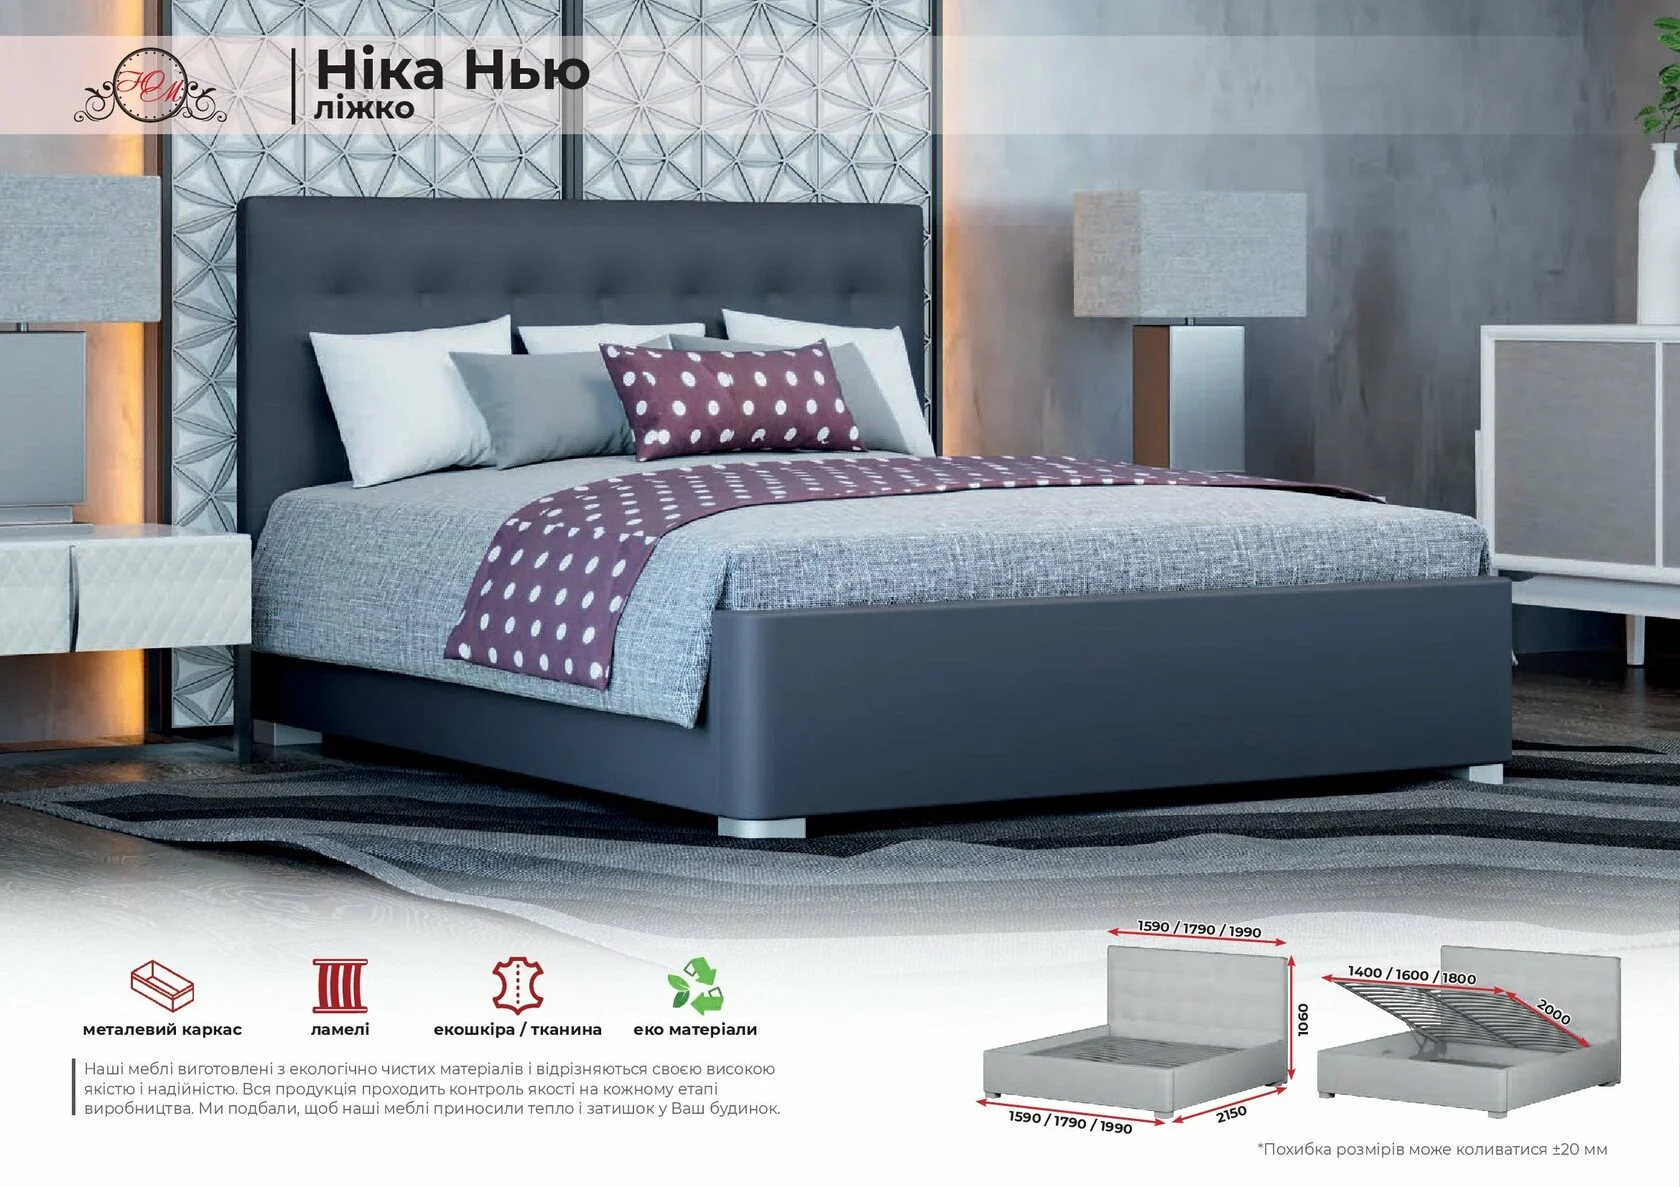 ЮМ
Ніка Нью
ліжко
металевий каркас
ламелі
екошкіра / тканина
еко матеріали
Наші меблі виготовлені з екологічно чистих матеріалів і відрізняються своєю високою
якістю і надійністю. Вся продукція проходить контроль якості на кожному етапі
виробництва. Ми подбали, щоб наші меблі приносили тепло і затишок у Ваш будинок.
1590 / 1790 / 1990
1060
1590 / 1790 / 1990
2150
1400 / 1600 / 1800
2000
*Похибка розмірів може коливатися ±20 мм